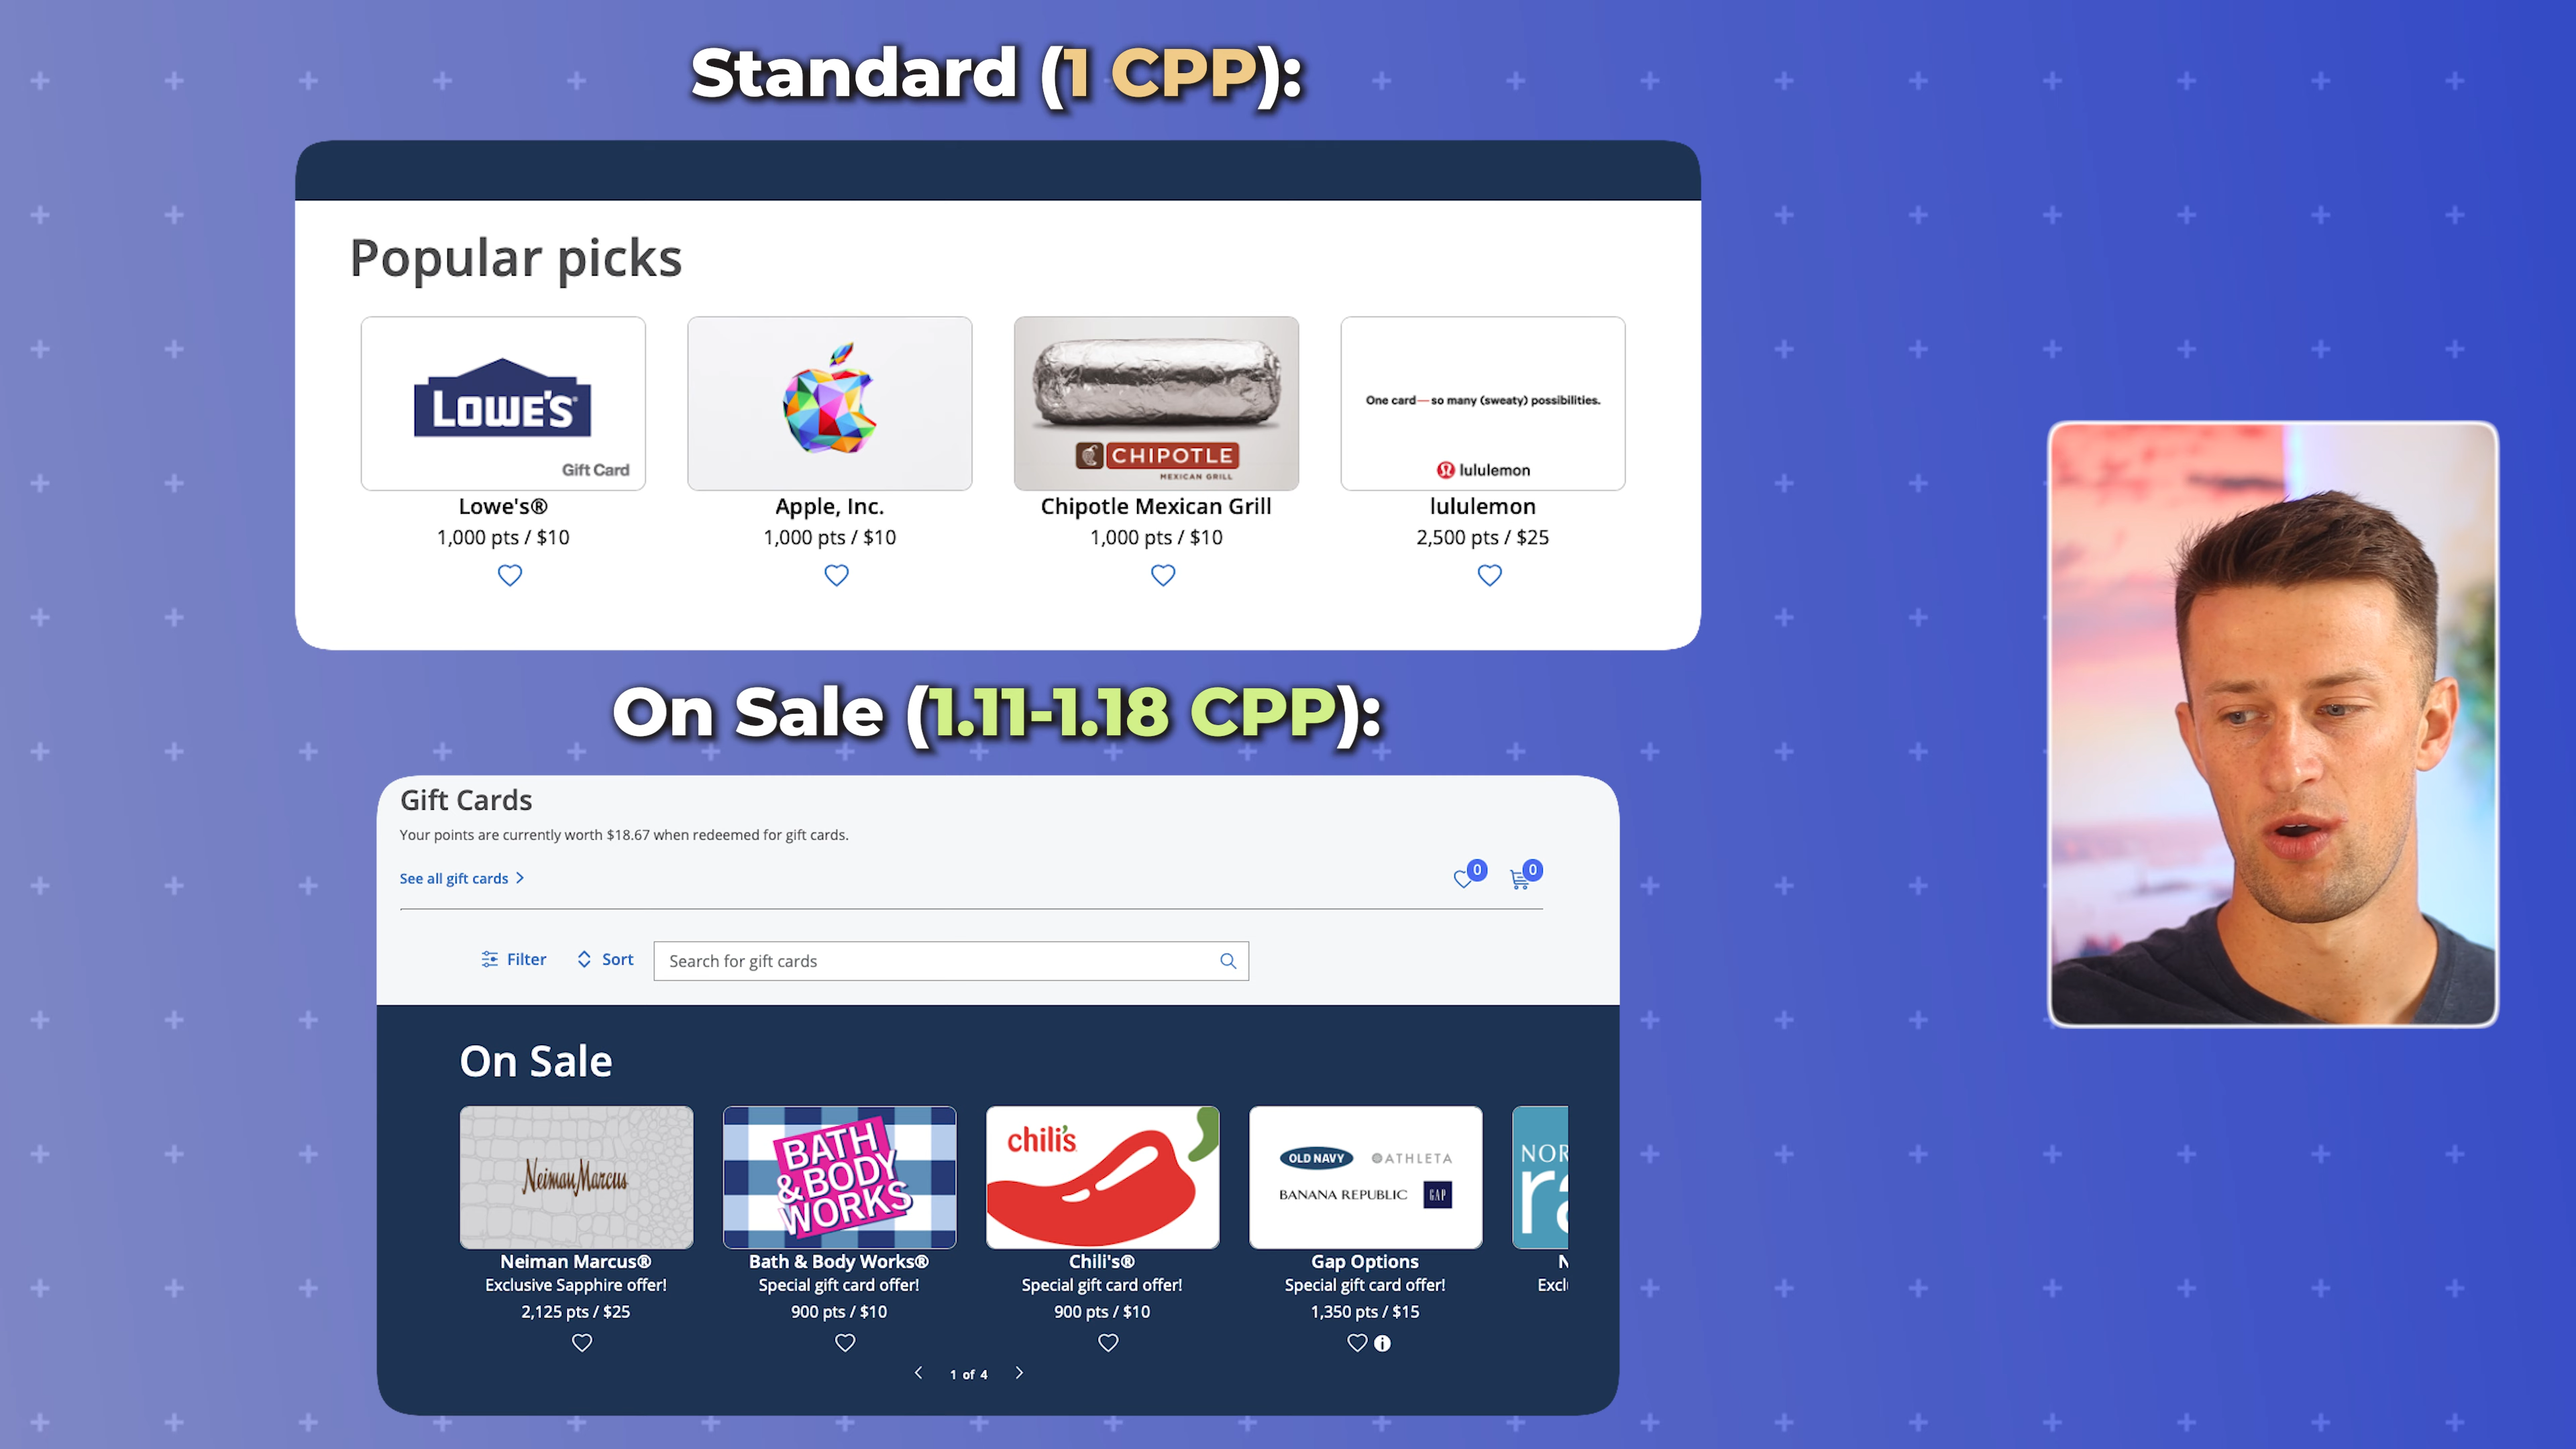 Standard (1 CPP):
Popular picks
LOWE'S
Gift Card
CHIPOTLE
MEXICAN GRILL
One card—so many (sweaty) possibilities.
lululemon
Lowe's® Apple, Inc. Chipotle Mexican Grill lululemon
1,000 pts / $10 1,000 pts / $10 1,000 pts / $10 2,500 pts / $25
On Sale (1.11-1.18 CPP):
Gift Cards
Your points are currently worth $18.67 when redeemed for gift cards.
See all gift cards
0 0
Filter Sort Search for gift cards
On Sale
Neiman Marcus
BATH
& BODY
WORKS
chili's
OLD NAVY ATHLETA
BANANA REPUBLIC GAP
NOR
ra
Neiman Marcus® Bath & Body Works® Chili's® Gap Options N
Exclusive Sapphire offer! Special gift card offer! Special gift card offer! Special gift card offer! Excl
2,125 pts / $25 900 pts / $10 900 pts / $10 1,350 pts / $15
1 of 4